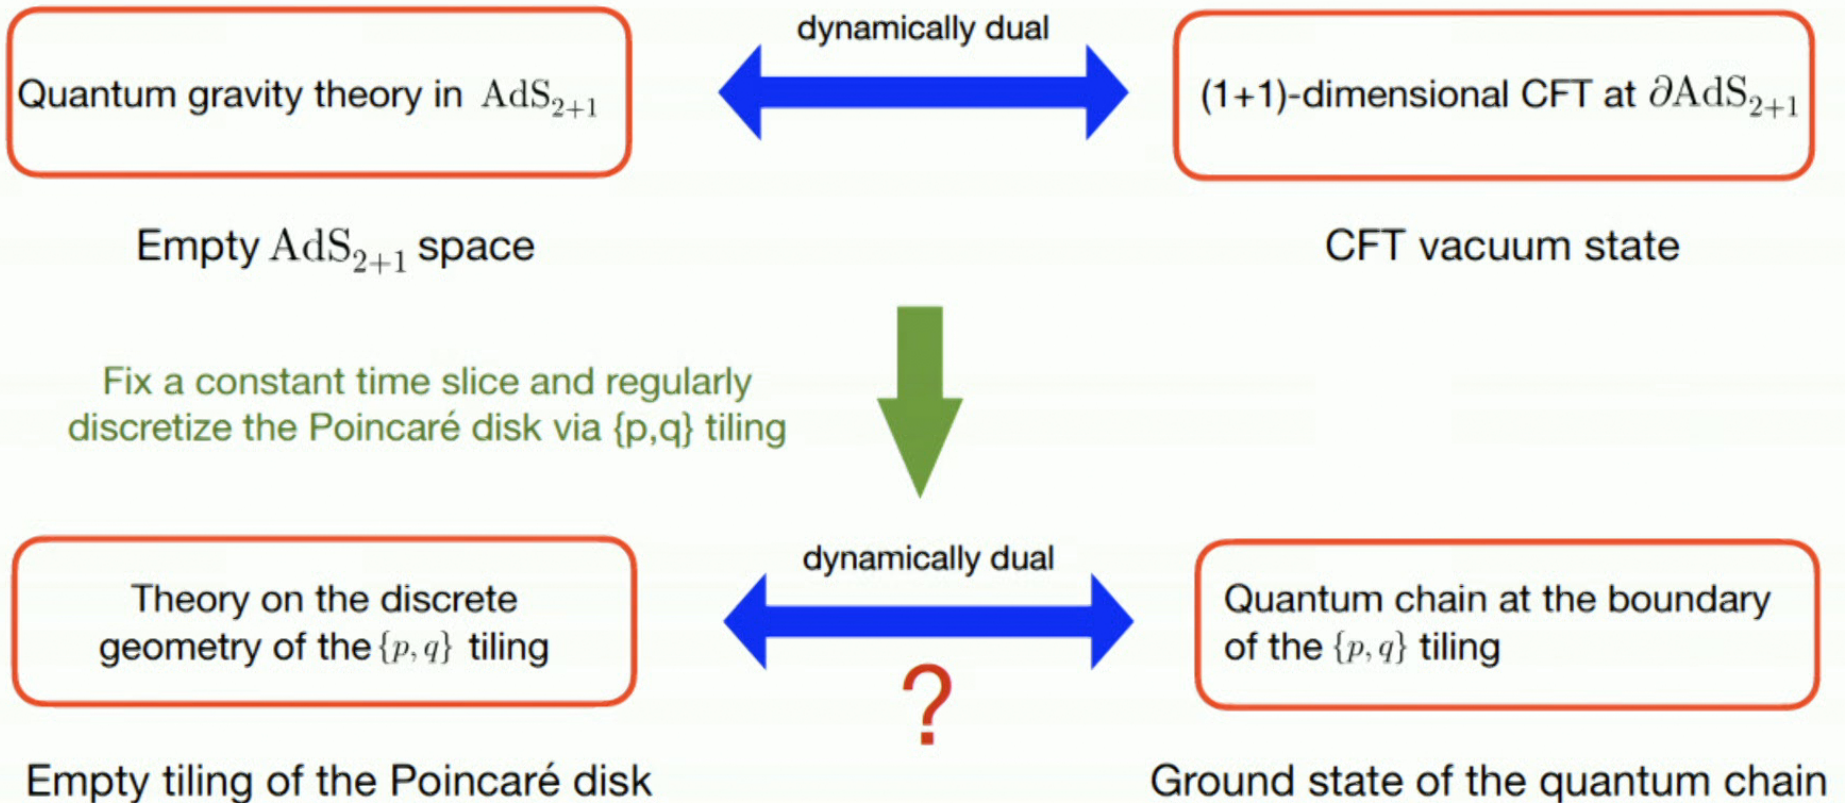 dynamically dual
Quantum gravity theory in AdS₂₊₁
(1+1)-dimensional CFT at ∂AdS₂₊₁
Empty AdS₂₊₁ space
CFT vacuum state
Fix a constant time slice and regularly
discretize the Poincaré disk via {p,q} tiling
dynamically dual
Theory on the discrete
geometry of the {p, q} tiling
Quantum chain at the boundary
of the {p, q} tiling
?
Empty tiling of the Poincaré disk
Ground state of the quantum chain